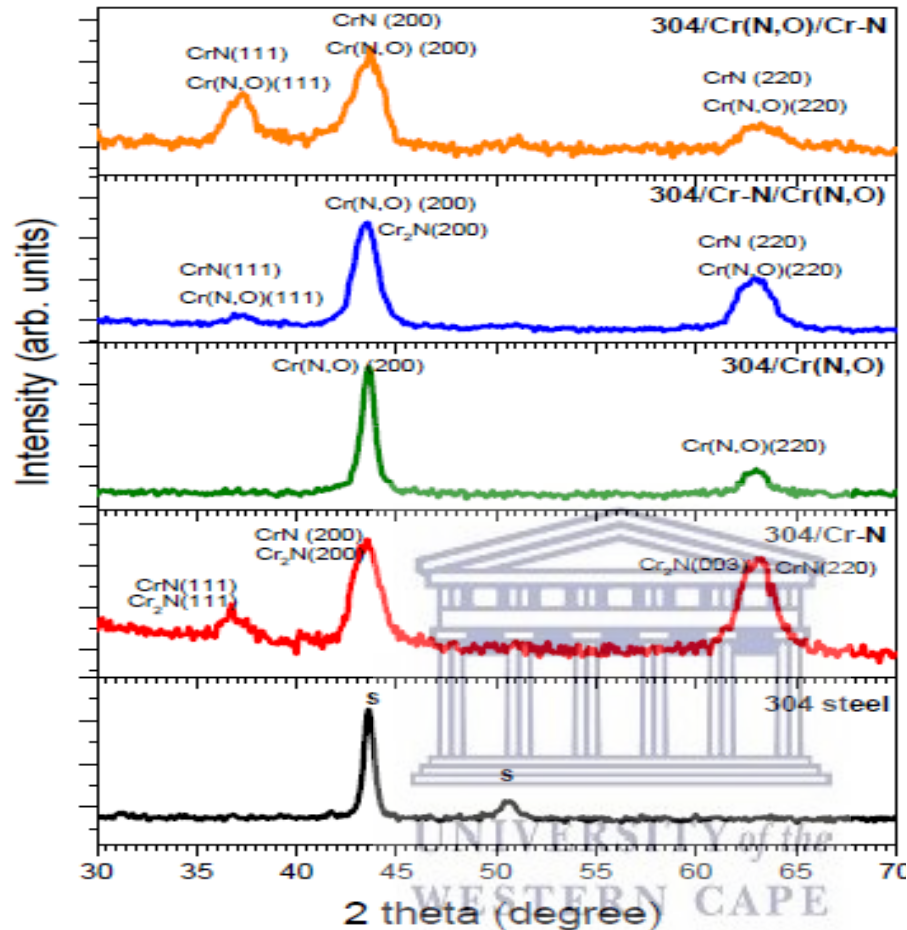 CrN (200)
304/Cr(N,O)/Cr-N
CrN(111)
Cr(N,O) (200)
Cr(N,O)(111)
CrN (220)
Cr(N,O)(220)
304/Cr-N/Cr(N,O)
Cr(N,O) (200)
Cr₂N(200)
CrN (220)
CrN(111)
Cr(N,O)(220)
Cr(N,O)(111)
304/Cr(N,O)
Cr(N,O) (200)
Cr(N,O)(220)
304/Cr-N
CrN (200)
Cr₂N(200)
Cr₂N(003)
CrN(220)
CrN(111)
Cr₂N(111)
304 steel
s
s
Intensity (arb. units)
30 35 40 45 50 55 60 65 70
2 theta (degree)
UNIVERSITY of the
WESTERN CAPE